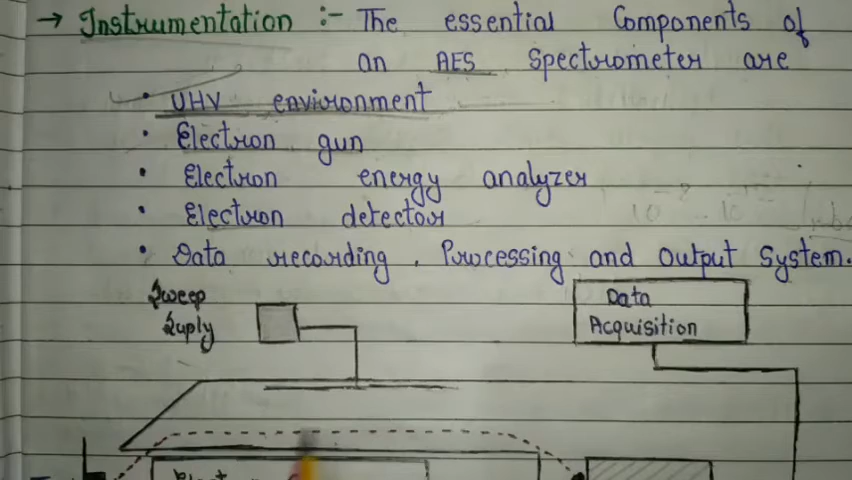 → Instrumentation :- The essential Components of
an AES Spectrometer are
• UHV environment
• Electron gun
• Electron energy analyzer
• Electron detector
• Data recording, Processing and Output System.
Sweep
Suply
Data
Acquisition